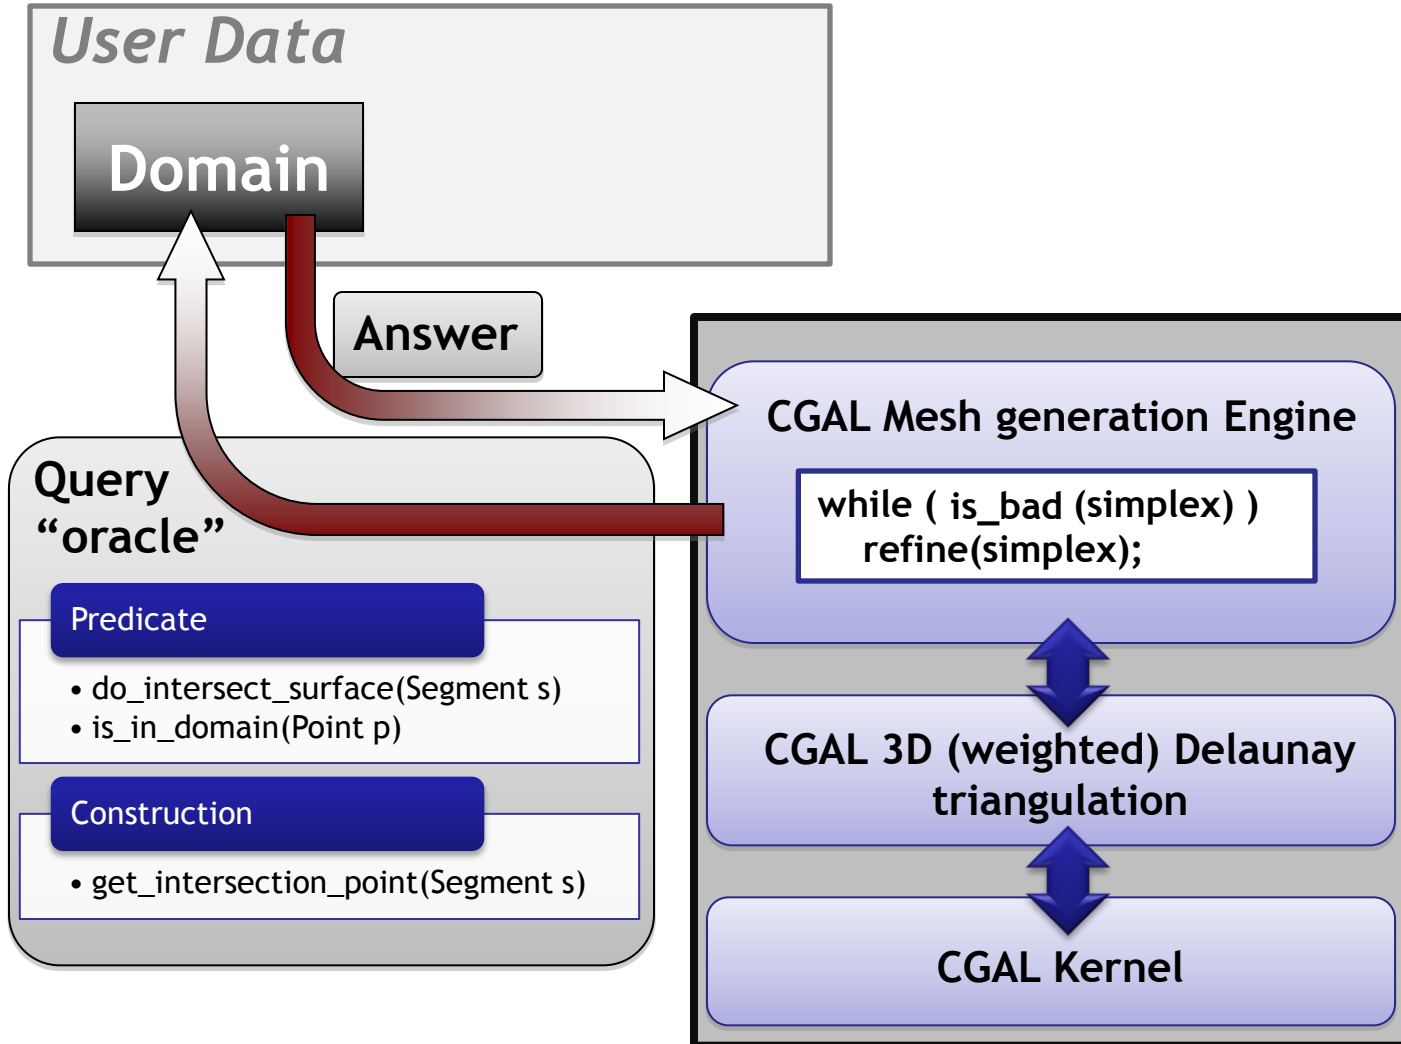 User Data
Domain
Answer
Query
“oracle”
Predicate
• do_intersect_surface(Segment s)
• is_in_domain(Point p)
Construction
• get_intersection_point(Segment s)
CGAL Mesh generation Engine
while ( is_bad (simplex) )
refine(simplex);
CGAL 3D (weighted) Delaunay
triangulation
CGAL Kernel